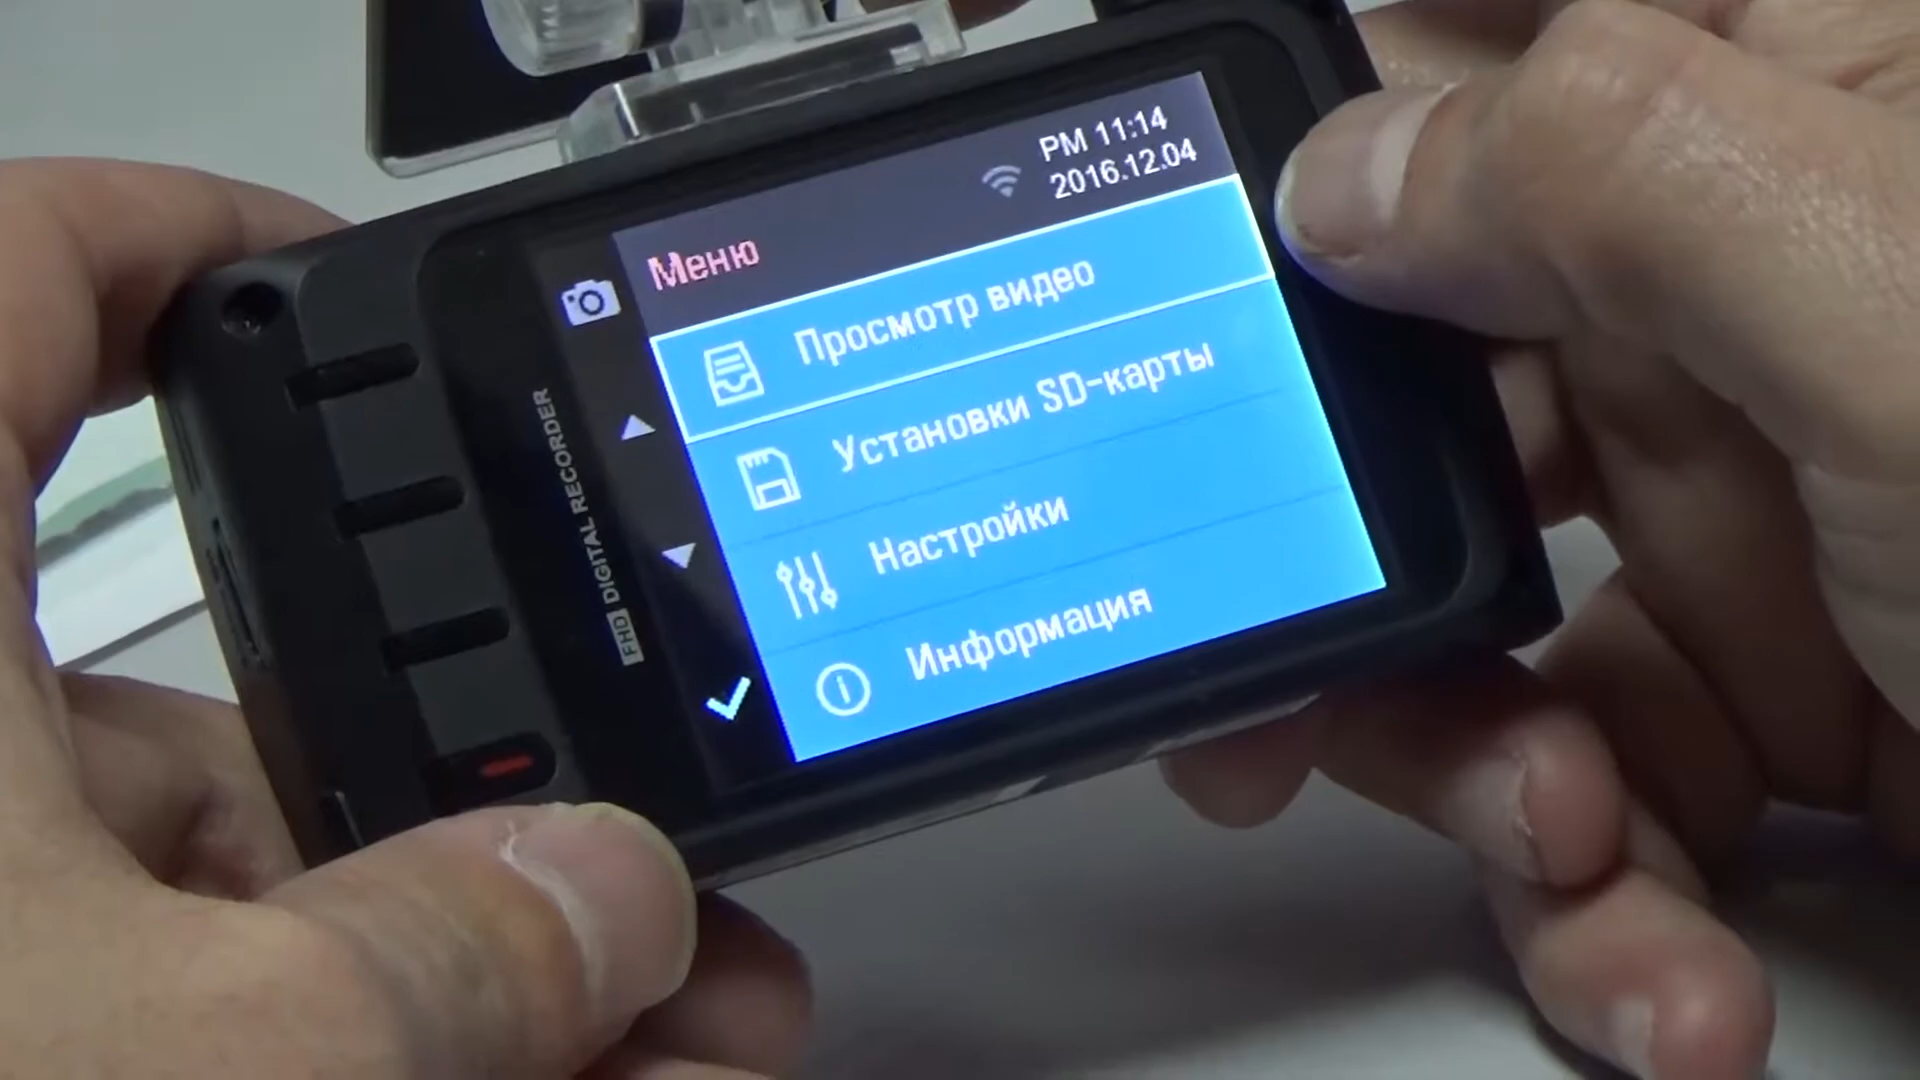 PM 11:14
2016.12.04
Меню
Просмотр видео
Установки SD-карты
Настройки
Информация
FHD DIGITAL RECORDER